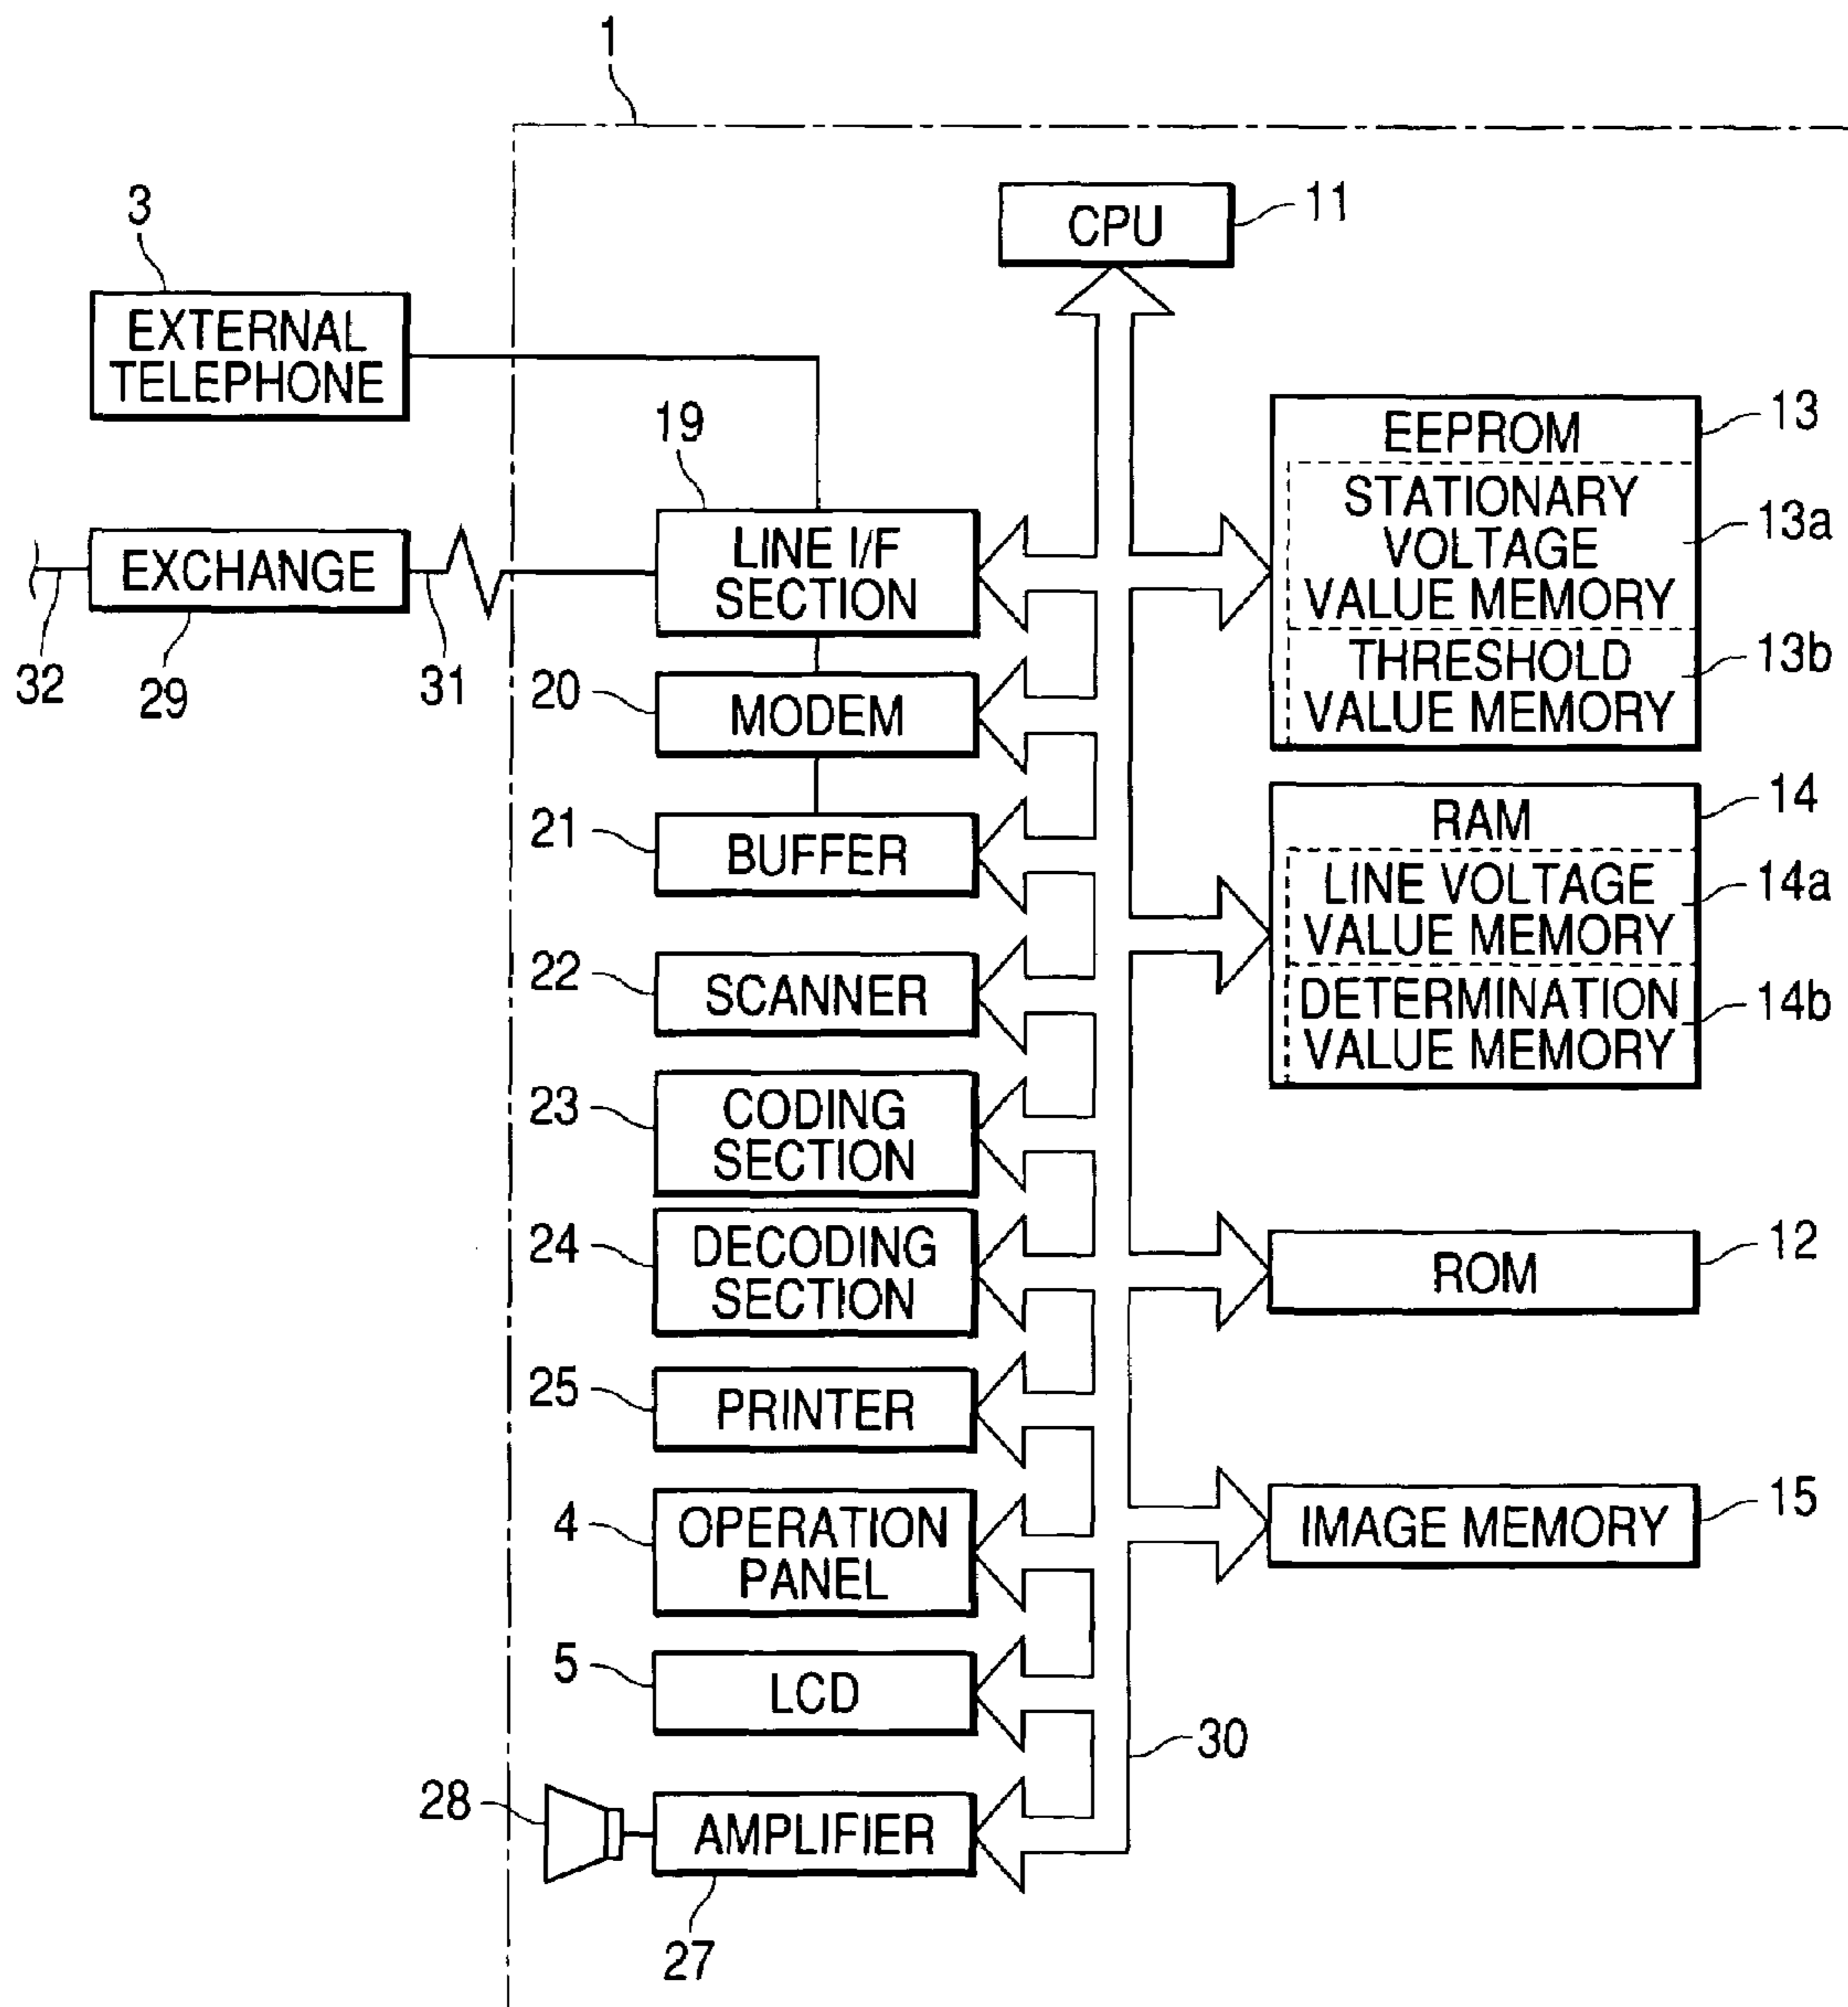 1
CPU
11
3
EXTERNAL
TELEPHONE
19
LINE I/F
SECTION
EXCHANGE
32
29
31
EEPROM
13
STATIONARY
VOLTAGE
VALUE MEMORY
13a
THRESHOLD
VALUE MEMORY
13b
20
MODEM
21
BUFFER
RAM
14
LINE VOLTAGE
VALUE MEMORY
14a
DETERMINATION
VALUE MEMORY
14b
22
SCANNER
23
CODING
SECTION
24
DECODING
SECTION
ROM
12
25
PRINTER
4
OPERATION
PANEL
IMAGE MEMORY
15
5
LCD
30
28
AMPLIFIER
27